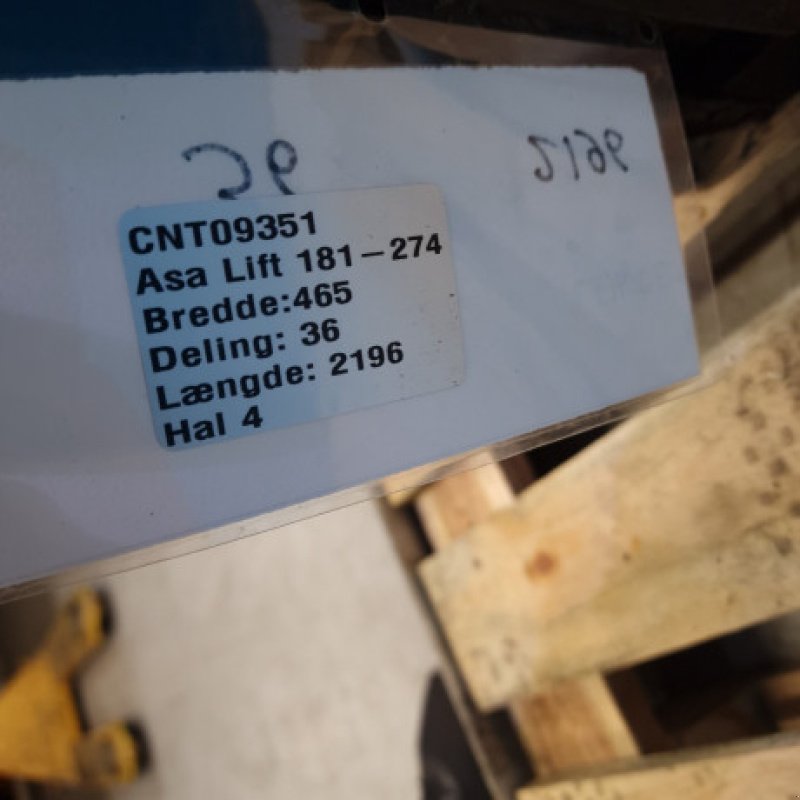 CNT09351
Asa Lift 181-274
Bredde:465
Deling: 36
Længde: 2196
Hal 4